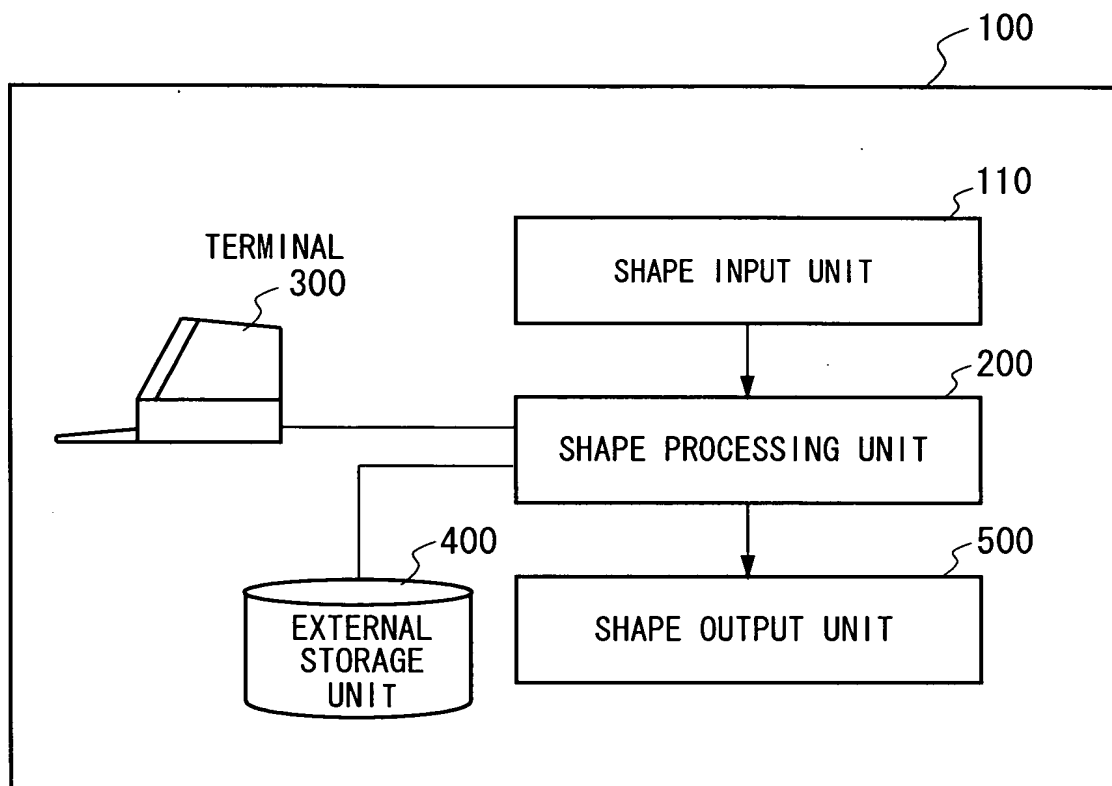 100
110
SHAPE INPUT UNIT
TERMINAL
300
200
SHAPE PROCESSING UNIT
400
EXTERNAL
STORAGE
UNIT
500
SHAPE OUTPUT UNIT